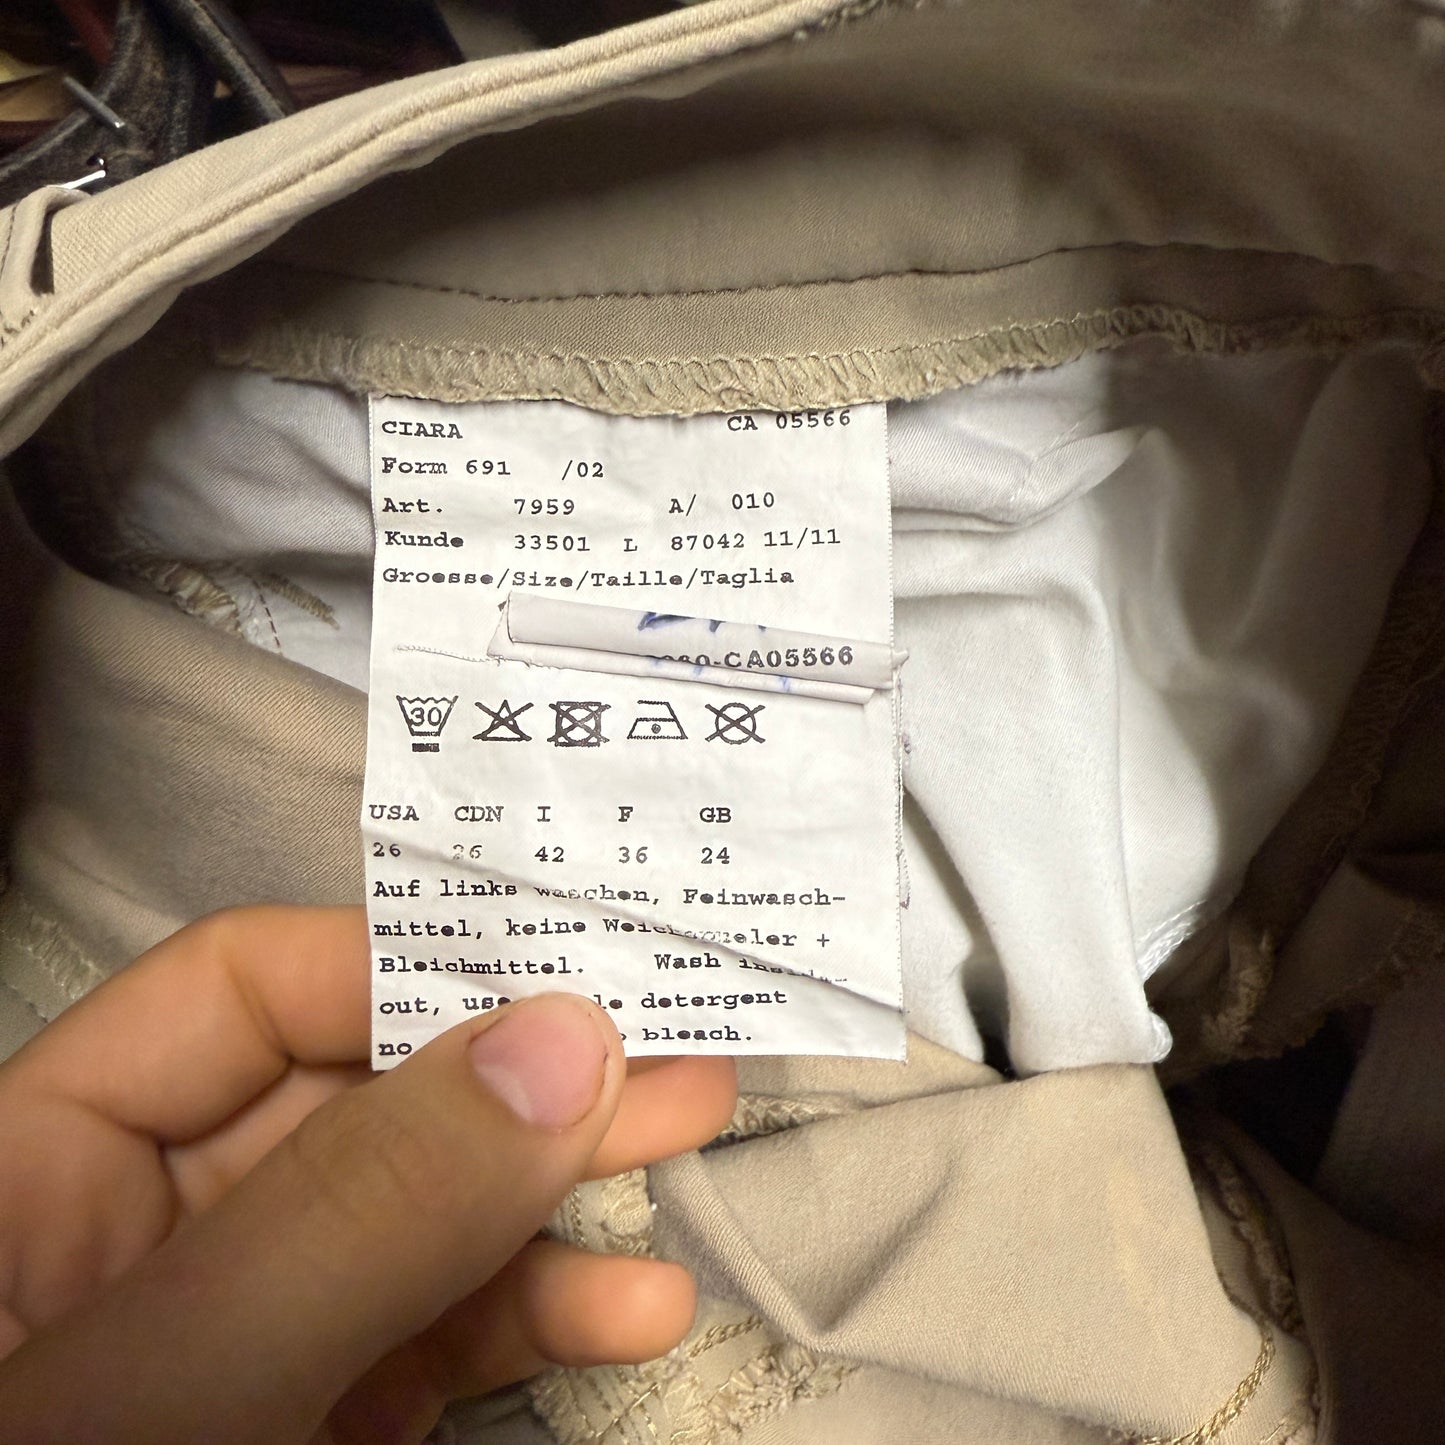 CIARA CA 05566
Form 691 /02
Art. 7959 A/ 010
Kunde 33501 L 87042 11/11
Groesse/Size/Taille/Taglia
-CA05566
30
USA CDN I F GB
26 26 42 36 24
Auf links waschen, Feinwasch-
mittel, keine +
Bleichmittel. Wash
out, detergent
no bleach.